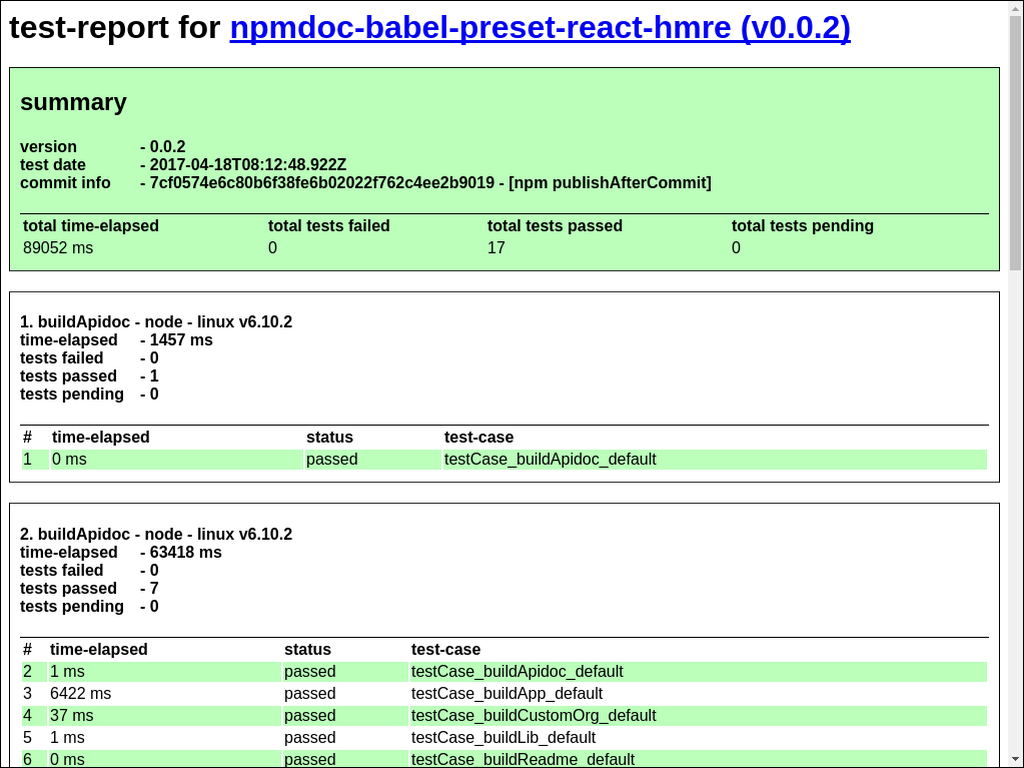 test-report for npmdoc-babel-preset-react-hmre (v0.0.2)
summary
version - 0.0.2
test date - 2017-04-18T08:12:48.922Z
commit info - 7cf0574e6c80b6f38fe6b02022f762c4ee2b9019 - [npm publishAfterCommit]
total time-elapsed total tests failed total tests passed total tests pending
89052 ms 0 17 0
1. buildApidoc - node - linux v6.10.2
time-elapsed - 1457 ms
tests failed - 0
tests passed - 1
tests pending - 0
# time-elapsed status test-case
1 0 ms passed testCase_buildApidoc_default
2. buildApidoc - node - linux v6.10.2
time-elapsed - 63418 ms
tests failed - 0
tests passed - 7
tests pending - 0
# time-elapsed status test-case
2 1 ms passed testCase_buildApidoc_default
3 6422 ms passed testCase_buildApp_default
4 37 ms passed testCase_buildCustomOrg_default
5 1 ms passed testCase_buildLib_default
6 0 ms passed testCase_buildReadme_default